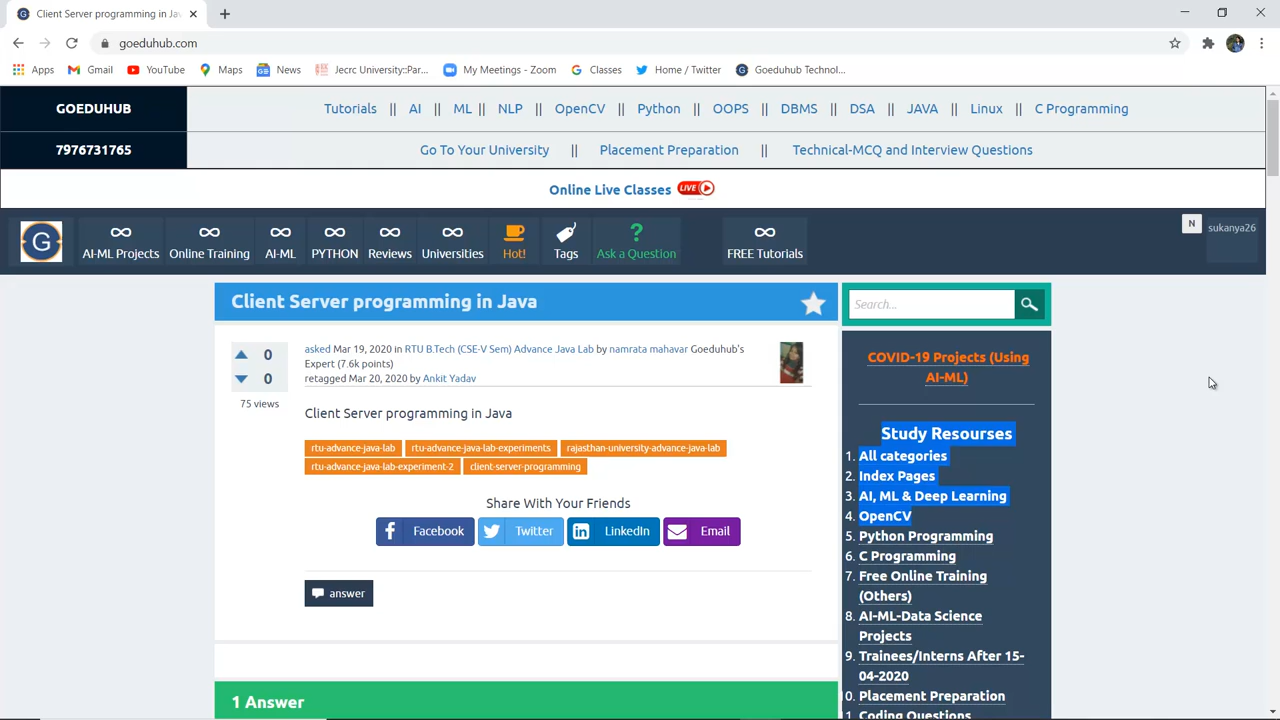 Client Server programming in Jav
goeduhub.com
Apps Gmail YouTube Maps News Jecrc University::Par... My Meetings - Zoom Classes Home / Twitter Goeduhub Technol...
GOEDUHUB
Tutorials || AI || ML || NLP || OpenCV || Python || OOPS || DBMS || DSA || JAVA || Linux || C Programming
7976731765
Go To Your University || Placement Preparation || Technical-MCQ and Interview Questions
Online Live Classes LIVE
G AI-ML Projects Online Training AI-ML PYTHON Reviews Universities Hot! Tags Ask a Question FREE Tutorials
N sukanya26
Client Server programming in Java
Search...
0
0
75 views
asked Mar 19, 2020 in RTU B.Tech (CSE-V Sem) Advance Java Lab by namrata mahavar Goeduhub's
Expert (7.6k points)
retagged Mar 20, 2020 by Ankit Yadav
Client Server programming in Java
rtu-advance-java-lab rtu-advance-java-lab-experiments rajasthan-university-advance-java-lab
rtu-advance-java-lab-experiment-2 client-server-programming
Share With Your Friends
Facebook Twitter LinkedIn Email
answer
1 Answer
COVID-19 Projects (Using
AI-ML)
Study Resourses
1. All categories
2. Index Pages
3. AI, ML & Deep Learning
4. OpenCV
5. Python Programming
6. C Programming
7. Free Online Training
(Others)
8. AI-ML-Data Science
Projects
9. Trainees/Interns After 15-
04-2020
10. Placement Preparation
11. Coding Questions